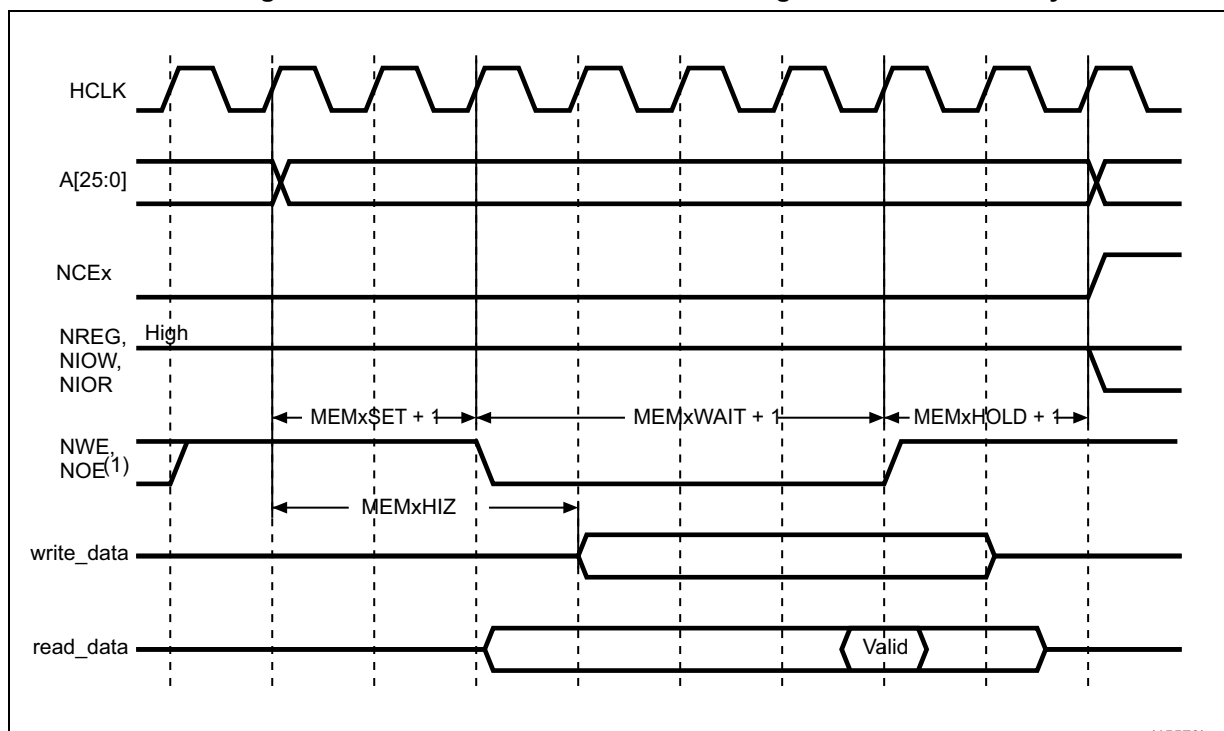 HCLK
A[25:0]
NCEx
High
NREG,
NIOW,
NIOR
MEMxSET + 1
MEMxWAIT + 1
MEMxHOLD + 1
NWE,
NOE(1)
MEMxHIZ
write_data
read_data
Valid